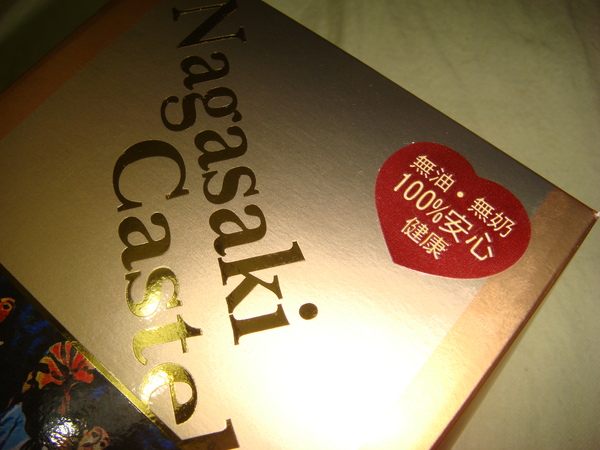 Nagasaki
Castel
無油・無奶
100%安心
健康